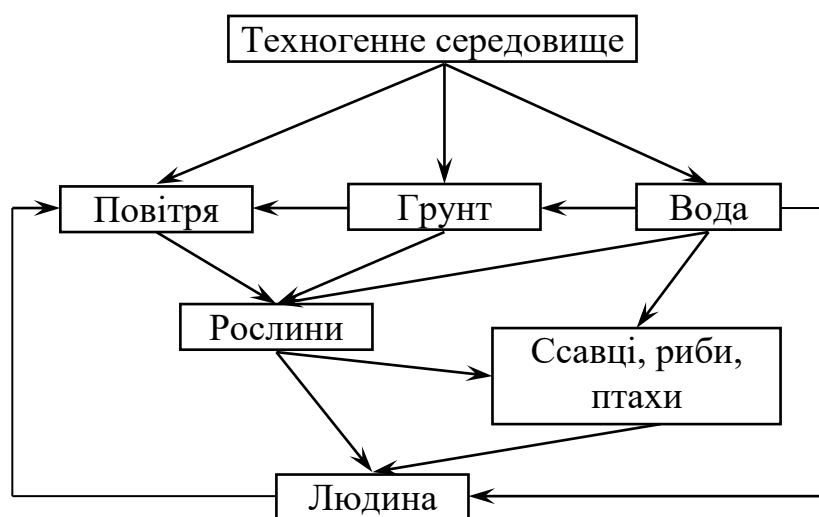 Техногенне середовище
Повітря
Грунт
Вода
Рослини
Ссавці, риби,
птахи
Людина